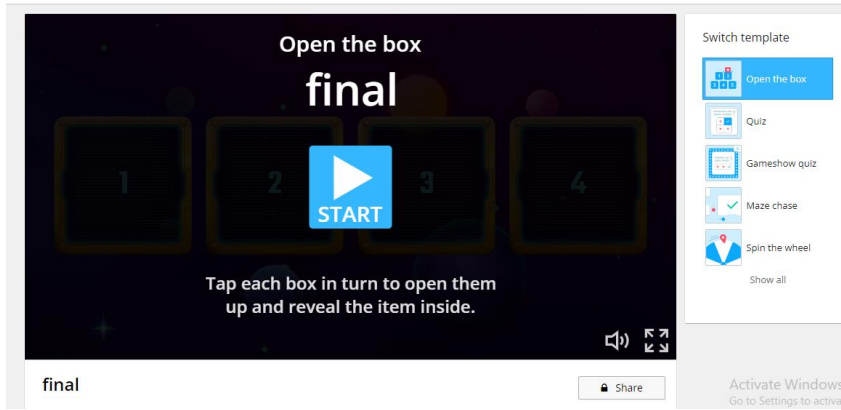 Open the box
final
1
2
3
4
START
Tap each box in turn to open them
up and reveal the item inside.
final
Share
Switch template
Open the box
Quiz
Gameshow quiz
Maze chase
Spin the wheel
Show all
Activate Windows
Go to Settings to activa